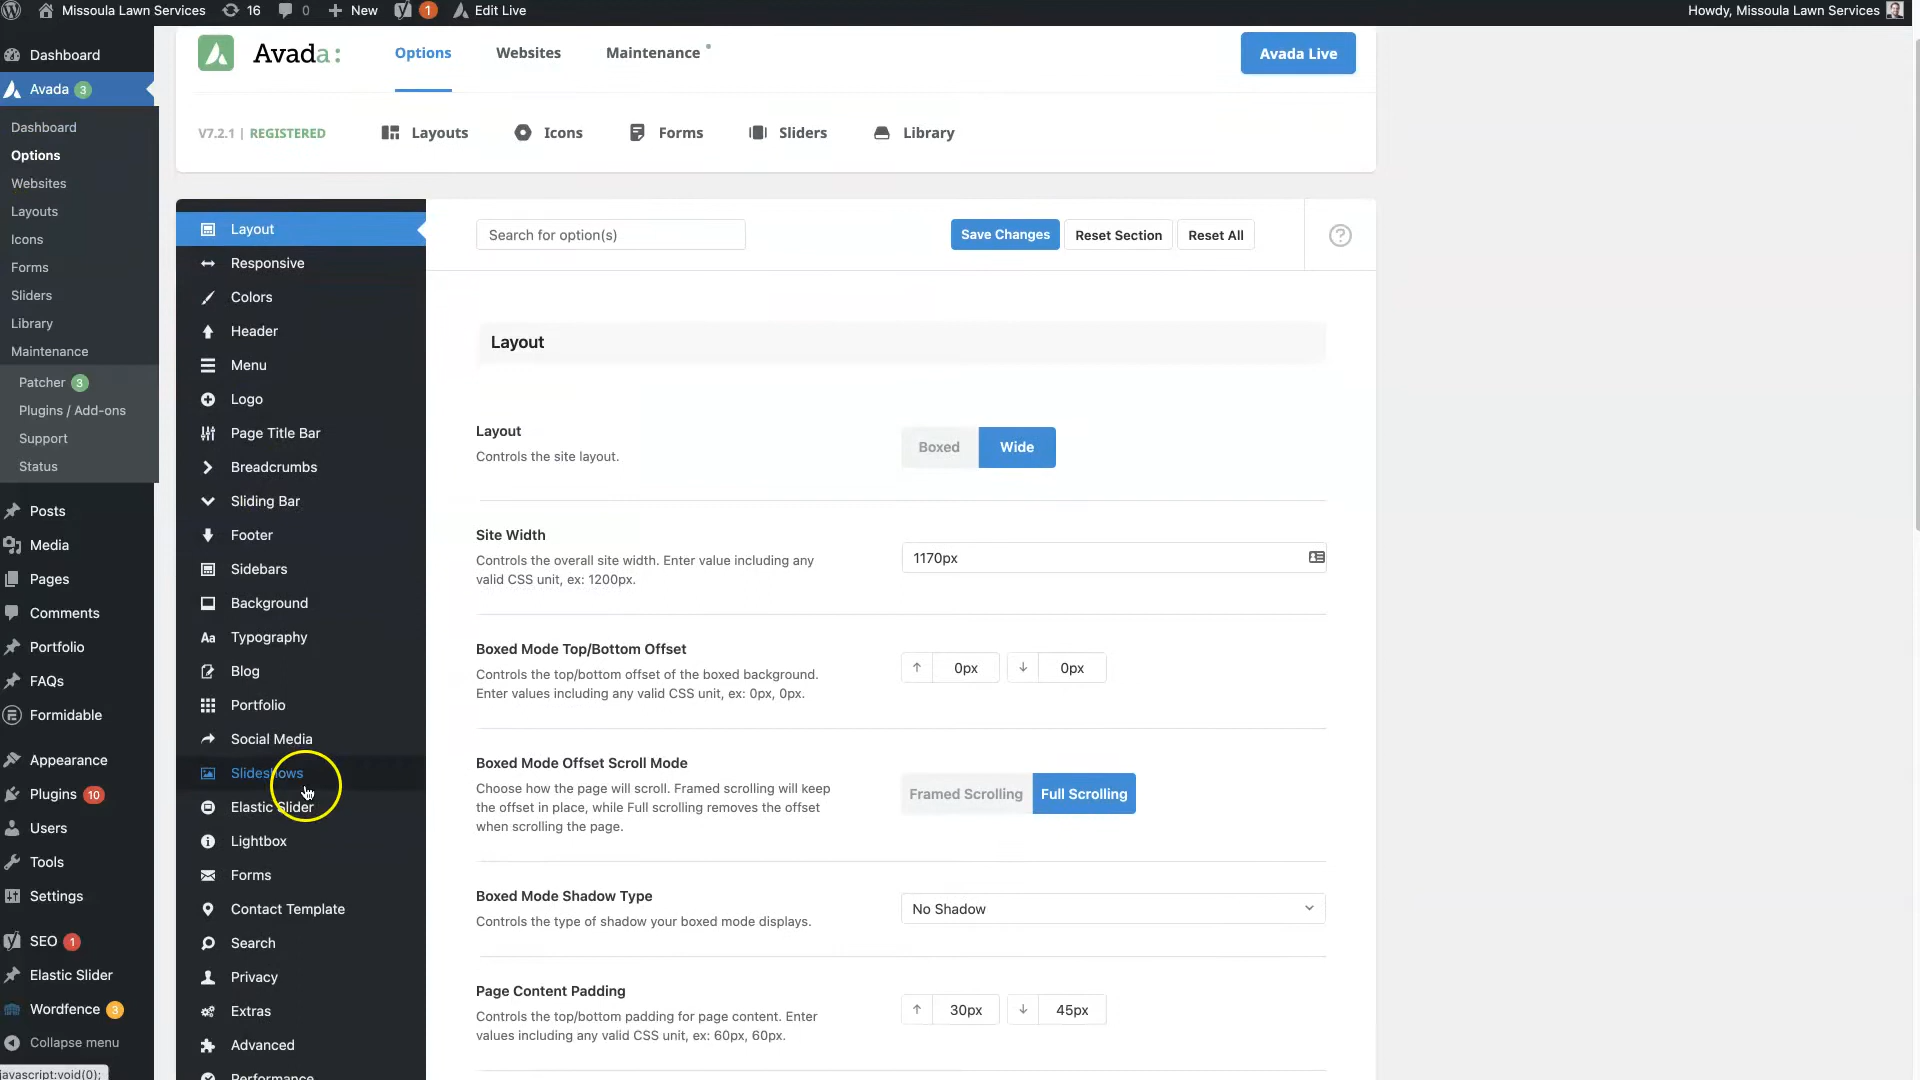 Missoula Lawn Services
16
0
New
1
Edit Live
Howdy, Missoula Lawn Services
Dashboard
Avada 3
Dashboard
Options
Websites
Layouts
Icons
Forms
Sliders
Library
Maintenance
Patcher 3
Plugins / Add-ons
Support
Status
Posts
Media
Pages
Comments
Portfolio
FAQs
Formidable
Appearance
Plugins 10
Users
Tools
Settings
SEO 1
Elastic Slider
Wordfence 3
Collapse menu
javascript:void(0);
Avada:
Options
Websites
Maintenance
Avada Live
V7.2.1 | REGISTERED
Layouts
Icons
Forms
Sliders
Library
Layout
Responsive
Colors
Header
Menu
Logo
Page Title Bar
Breadcrumbs
Sliding Bar
Footer
Sidebars
Background
Aa Typography
Blog
Portfolio
Social Media
Slideshows
Elastic Slider
Lightbox
Forms
Contact Template
Search
Privacy
Extras
Advanced
Performance
Search for option(s)
Save Changes
Reset Section
Reset All
?
Layout
Layout
Controls the site layout.
Boxed
Wide
Site Width
Controls the overall site width. Enter value including any
valid CSS unit, ex: 1200px.
1170px
Boxed Mode Top/Bottom Offset
Controls the top/bottom offset of the boxed background.
Enter values including any valid CSS unit, ex: 0px, 0px.
0px
0px
Boxed Mode Offset Scroll Mode
Choose how the page will scroll. Framed scrolling will keep
the offset in place, while Full scrolling removes the offset
when scrolling the page.
Framed Scrolling
Full Scrolling
Boxed Mode Shadow Type
Controls the type of shadow your boxed mode displays.
No Shadow
Page Content Padding
Controls the top/bottom padding for page content. Enter
values including any valid CSS unit, ex: 60px, 60px.
30px
45px